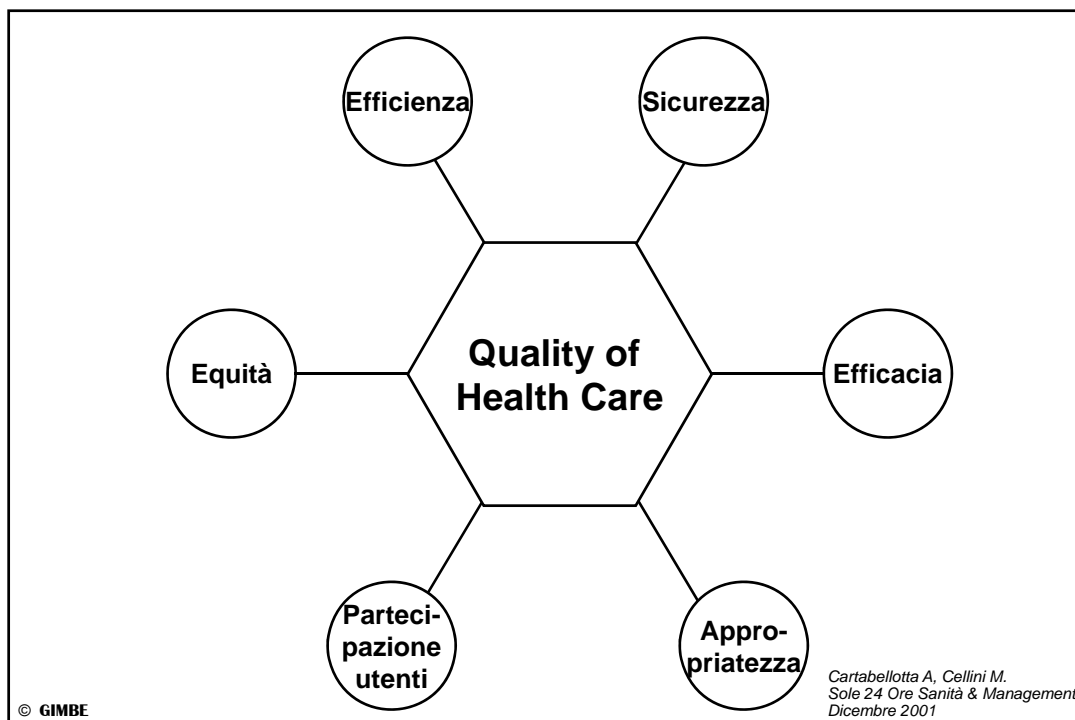 Efficienza
Sicurezza
Equità
Quality of
Health Care
Efficacia
Parteci-
pazione
utenti
Appro-
priatezza
Cartabellotta A, Cellini M.
Sole 24 Ore Sanità & Management
Dicembre 2001
© GIMBE